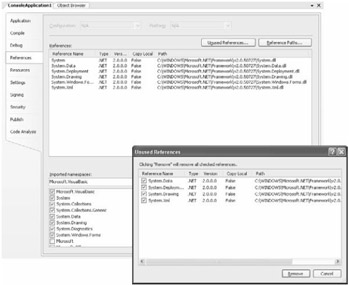 ConsoleApplication1 Object Browser
Application
Compile
Debug
References
Resources
Settings
Signing
Security
Publish
Code Analysis
Configuration: N/A Platform: N/A
References: Unused References... Reference Paths...
Reference Name Type Vers... Copy Local Path
System .NET 2.0.0.0 False C:\WINDOWS\Microsoft.NET\Framework\v2.0.50727\System.dll
System.Data .NET 2.0.0.0 False C:\WINDOWS\Microsoft.NET\Framework\v2.0.50727\System.Data.dll
System.Deployment .NET 2.0.0.0 False C:\WINDOWS\Microsoft.NET\Framework\v2.0.50727\System.Deployment.dll
System.Drawing .NET 2.0.0.0 False C:\WINDOWS\Microsoft.NET\Framework\v2.0.50727\System.Drawing.dll
System.Windows.Fo... .NET 2.0.0.0 False C:\WINDOWS\Microsoft.NET\Framework\v2.0.50727\System.Windows.Forms.dll
System.Xml .NET 2.0.0.0 False C:\WINDOWS\Microsoft.NET\Framework\v2.0.50727\System.Xml.dll
Imported namespaces:
Microsoft.VisualBasic
Microsoft.VisualBasic
System
System.Collections
System.Collections.Generic
System.Data
System.Drawing
System.Diagnostics
System.Windows.Forms
Microsoft
Unused References
Clicking "Remove" will remove all checked references.
Reference Name Type Version Copy Local Path
System.Data .NET 2.0.0.0 False C:\WINDOWS\Microsoft.NET\Framework\v2.0.
System.Deploym... .NET 2.0.0.0 False C:\WINDOWS\Microsoft.NET\Framework\v2.0.
System.Drawing .NET 2.0.0.0 False C:\WINDOWS\Microsoft.NET\Framework\v2.0.
System.Xml .NET 2.0.0.0 False C:\WINDOWS\Microsoft.NET\Framework\v2.0.
Remove Cancel